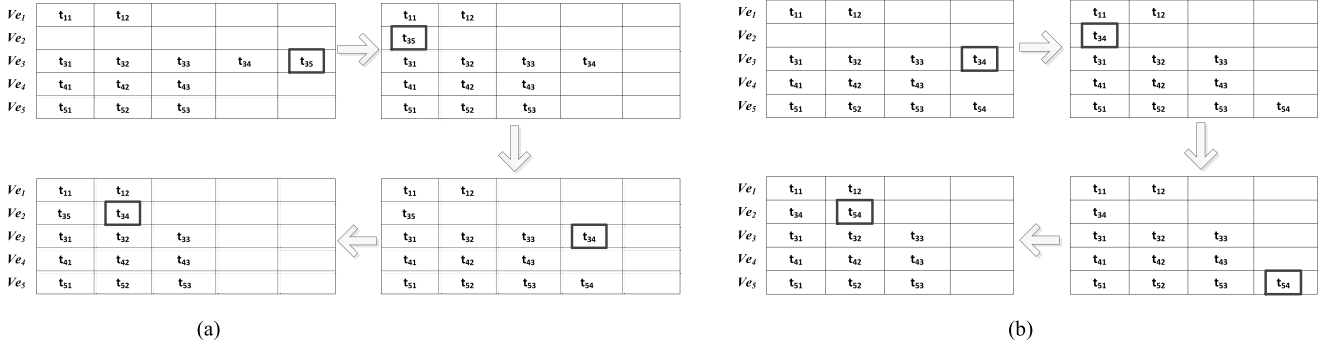 Ve1 t11 t12
Ve2
Ve3 t31 t32 t33 t34 t35
Ve4 t41 t42 t43
Ve5 t51 t52 t53
t11 t12
t35
t31 t32 t33 t34
t41 t42 t43
t51 t52 t53
Ve1 t11 t12
Ve2 t35 t34
Ve3 t31 t32 t33
Ve4 t41 t42 t43
Ve5 t51 t52 t53
t11 t12
t35
t31 t32 t33 t34
t41 t42 t43
t51 t52 t53 t54
(a)
Ve1 t11 t12
Ve2
Ve3 t31 t32 t33 t34
Ve4 t41 t42 t43
Ve5 t51 t52 t53 t54
t11 t12
t34
t31 t32 t33
t41 t42 t43
t51 t52 t53 t54
Ve1 t11 t12
Ve2 t34 t54
Ve3 t31 t32 t33
Ve4 t41 t42 t43
Ve5 t51 t52 t53
t11 t12
t34
t31 t32 t33
t41 t42 t43
t51 t52 t53 t54
(b)